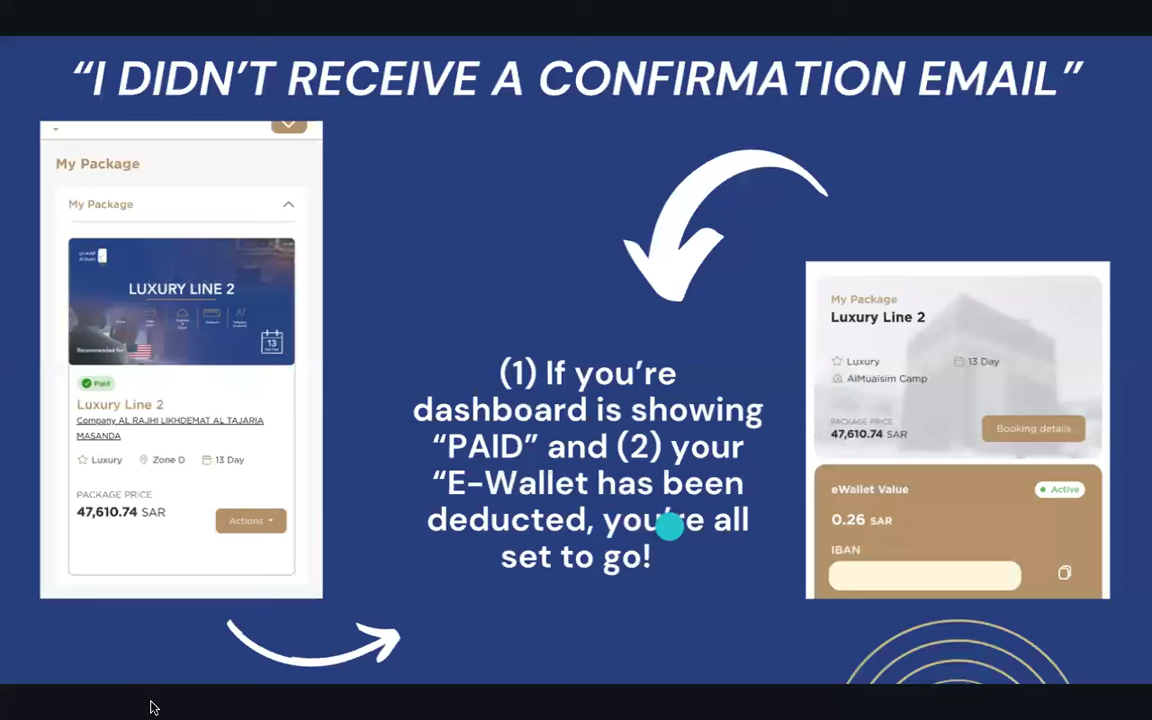 “I DIDN’T RECEIVE A CONFIRMATION EMAIL”
My Package
My Package
LUXURY LINE 2
Recommended for
13
Paid
Luxury Line 2
Company AL RAJHI LIKHDEMAT AL TAJARIA
MASANDA
Luxury
Zone D
13 Day
PACKAGE PRICE
47,610.74 SAR
Actions
(1) If you’re
dashboard is showing
“PAID” and (2) your
“E-Wallet has been
deducted, you’re all
set to go!
My Package
Luxury Line 2
Luxury
13 Day
AlMuaisim Camp
PACKAGE PRICE
47,610.74 SAR
Booking details
eWallet Value
Active
0.26 SAR
IBAN